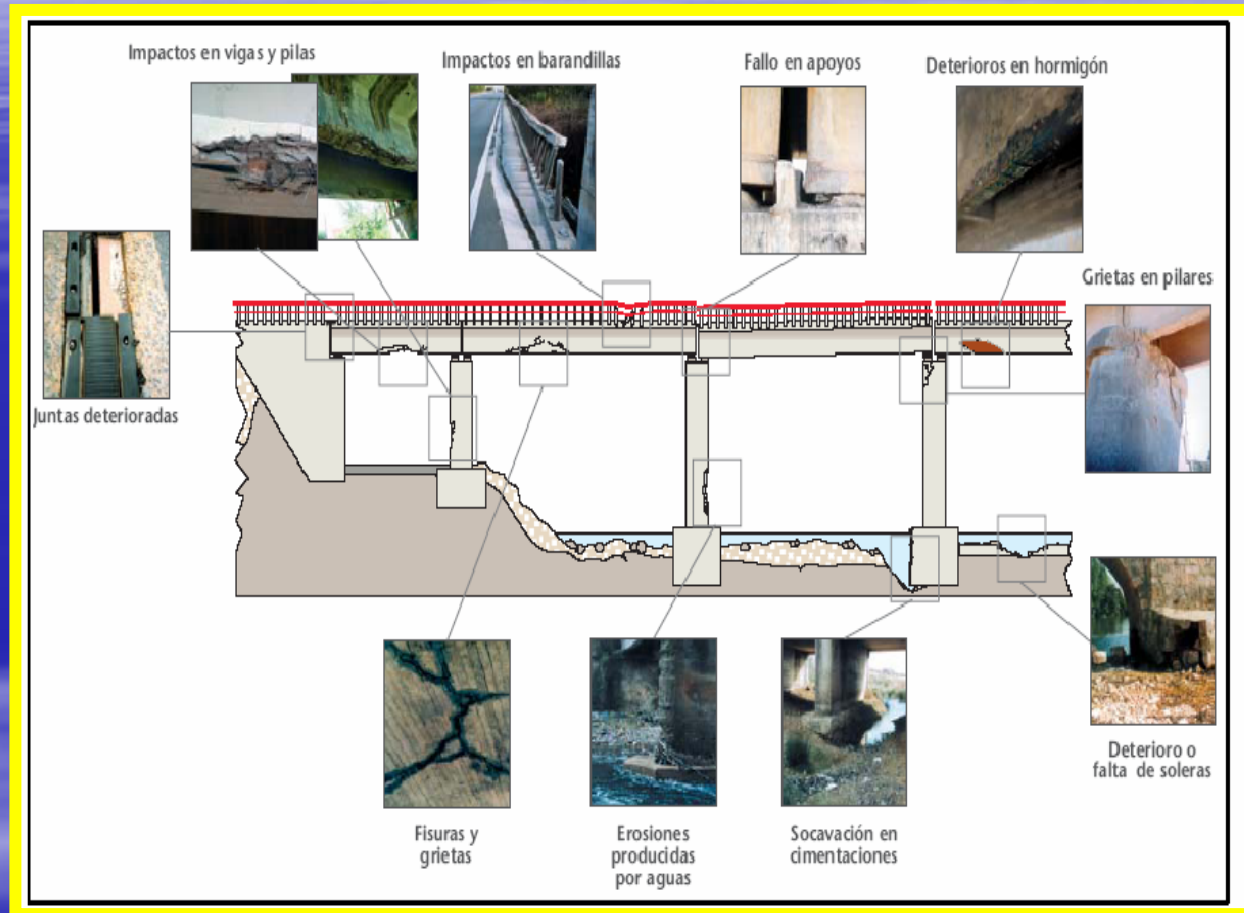 Impactos en vigas y pilas
Impactos en barandillas
Fallo en apoyos
Deterioros en hormigón
Grietas en pilares
Juntas deterioradas
Fisuras y
grietas
Erosiones
producidas
por aguas
Socavación en
cimentaciones
Deterioro o
falta de soleras